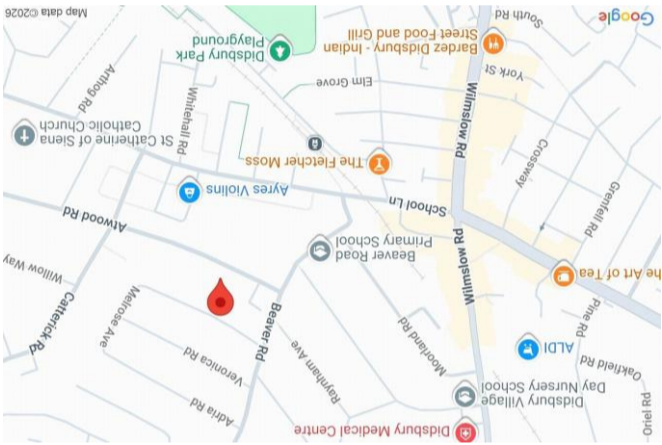 Didsbury Medical Centre
Oriel Rd
Didsbury Village
Day Nursery School
Adria Rd
Oakfield Rd
Veronica Rd
Raynham Ave
ALDI
Moorland Rd
Pine Rd
Melrose Ave
Catterick Rd
Beaver Rd
Willow Way
he Art of Tea
Wilmslow Rd
Beaver Road
Primary School
Atwood Rd
Grenfell Rd
School Ln
Ayres Violins
Crossway
The Fletcher Moss
Whitehall Rd
St Catherine of Siena
Catholic Church
Elm Grove
York St
Wilmslow Rd
Arthog Rd
Bardez Didsbury - Indian
Street Food and Grill
Didsbury Park
Playground
South Rd
Google
Map data ©2026